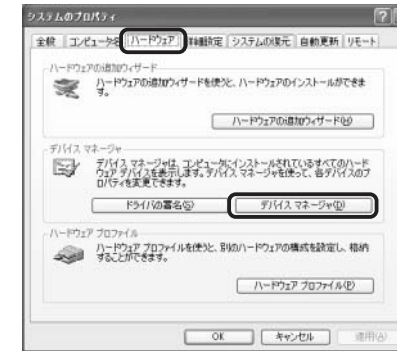 システムのプロパティ
全般 コンピュータ名 ハードウェア 詳細設定 システムの復元 自動更新 リモート
ハードウェアの追加ウィザード
ハードウェアの追加ウィザードを使うと、ハードウェアのインストールができま
す。
ハードウェアの追加ウィザード(H)
デバイス マネージャ
デバイス マネージャは、コンピュータにインストールされているすべてのハード
ウェア デバイスを表示します。デバイス マネージャを使って、各デバイスのプ
ロパティを変更できます。
ドライバの署名(S) デバイス マネージャ(D)
ハードウェア プロファイル
ハードウェア プロファイルを使うと、別のハードウェアの構成を設定し、格納
することができます。
ハードウェア プロファイル(P)
OK キャンセル 適用(A)